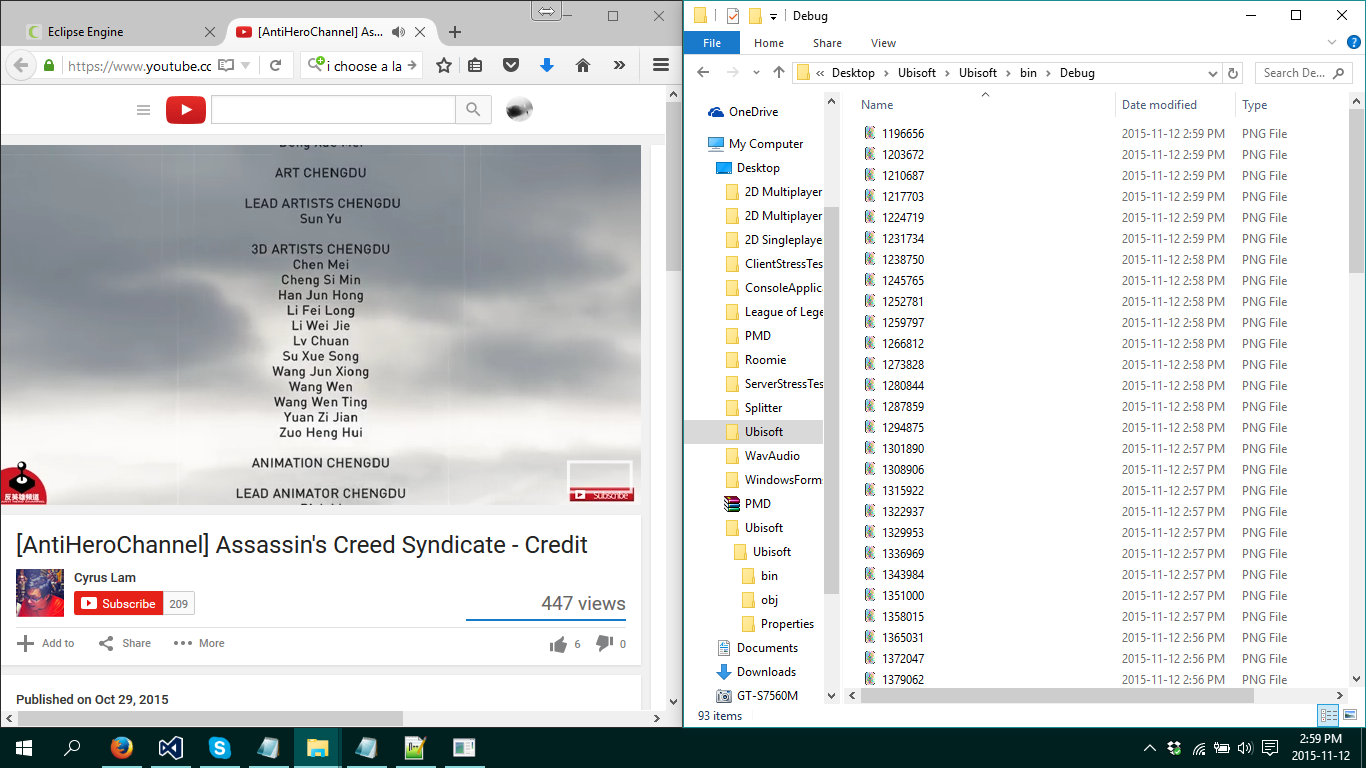 Eclipse Engine
[AntiHeroChannel] As...
https://www.youtube.cc
i choose a la
ART CHENGDU
LEAD ARTISTS CHENGDU
Sun Yu
3D ARTISTS CHENGDU
Chen Mei
Cheng Si Min
Han Jun Hong
Li Fei Long
Li Wei Jie
Lv Chuan
Su Xue Song
Wang Jun Xiong
Wang Wen
Wang Wen Ting
Yuan Zi Jian
Zuo Heng Hui
ANIMATION CHENGDU
LEAD ANIMATOR CHENGDU
反英雄頻道
Subscribe
[AntiHeroChannel] Assassin's Creed Syndicate - Credit
Cyrus Lam
Subscribe 209
447 views
Add to Share More 6 0
Published on Oct 29, 2015
Debug
File Home Share View
« Desktop Ubisoft Ubisoft bin Debug
Search De...
OneDrive
My Computer
Desktop
2D Multiplayer
2D Multiplayer
2D Singleplaye
ClientStressTes
ConsoleApplic
League of Lege
PMD
Roomie
ServerStressTes
Splitter
Ubisoft
WavAudio
WindowsForm
PMD
Ubisoft
Ubisoft
bin
obj
Properties
Documents
Downloads
GT-S7560M
Name Date modified Type
1196656 2015-11-12 2:59 PM PNG File
1203672 2015-11-12 2:59 PM PNG File
1210687 2015-11-12 2:59 PM PNG File
1217703 2015-11-12 2:59 PM PNG File
1224719 2015-11-12 2:59 PM PNG File
1231734 2015-11-12 2:59 PM PNG File
1238750 2015-11-12 2:58 PM PNG File
1245765 2015-11-12 2:58 PM PNG File
1252781 2015-11-12 2:58 PM PNG File
1259797 2015-11-12 2:58 PM PNG File
1266812 2015-11-12 2:58 PM PNG File
1273828 2015-11-12 2:58 PM PNG File
1280844 2015-11-12 2:58 PM PNG File
1287859 2015-11-12 2:58 PM PNG File
1294875 2015-11-12 2:58 PM PNG File
1301890 2015-11-12 2:57 PM PNG File
1308906 2015-11-12 2:57 PM PNG File
1315922 2015-11-12 2:57 PM PNG File
1322937 2015-11-12 2:57 PM PNG File
1329953 2015-11-12 2:57 PM PNG File
1336969 2015-11-12 2:57 PM PNG File
1343984 2015-11-12 2:57 PM PNG File
1351000 2015-11-12 2:57 PM PNG File
1358015 2015-11-12 2:57 PM PNG File
1365031 2015-11-12 2:56 PM PNG File
1372047 2015-11-12 2:56 PM PNG File
1379062 2015-11-12 2:56 PM PNG File
93 items
2:59 PM
2015-11-12